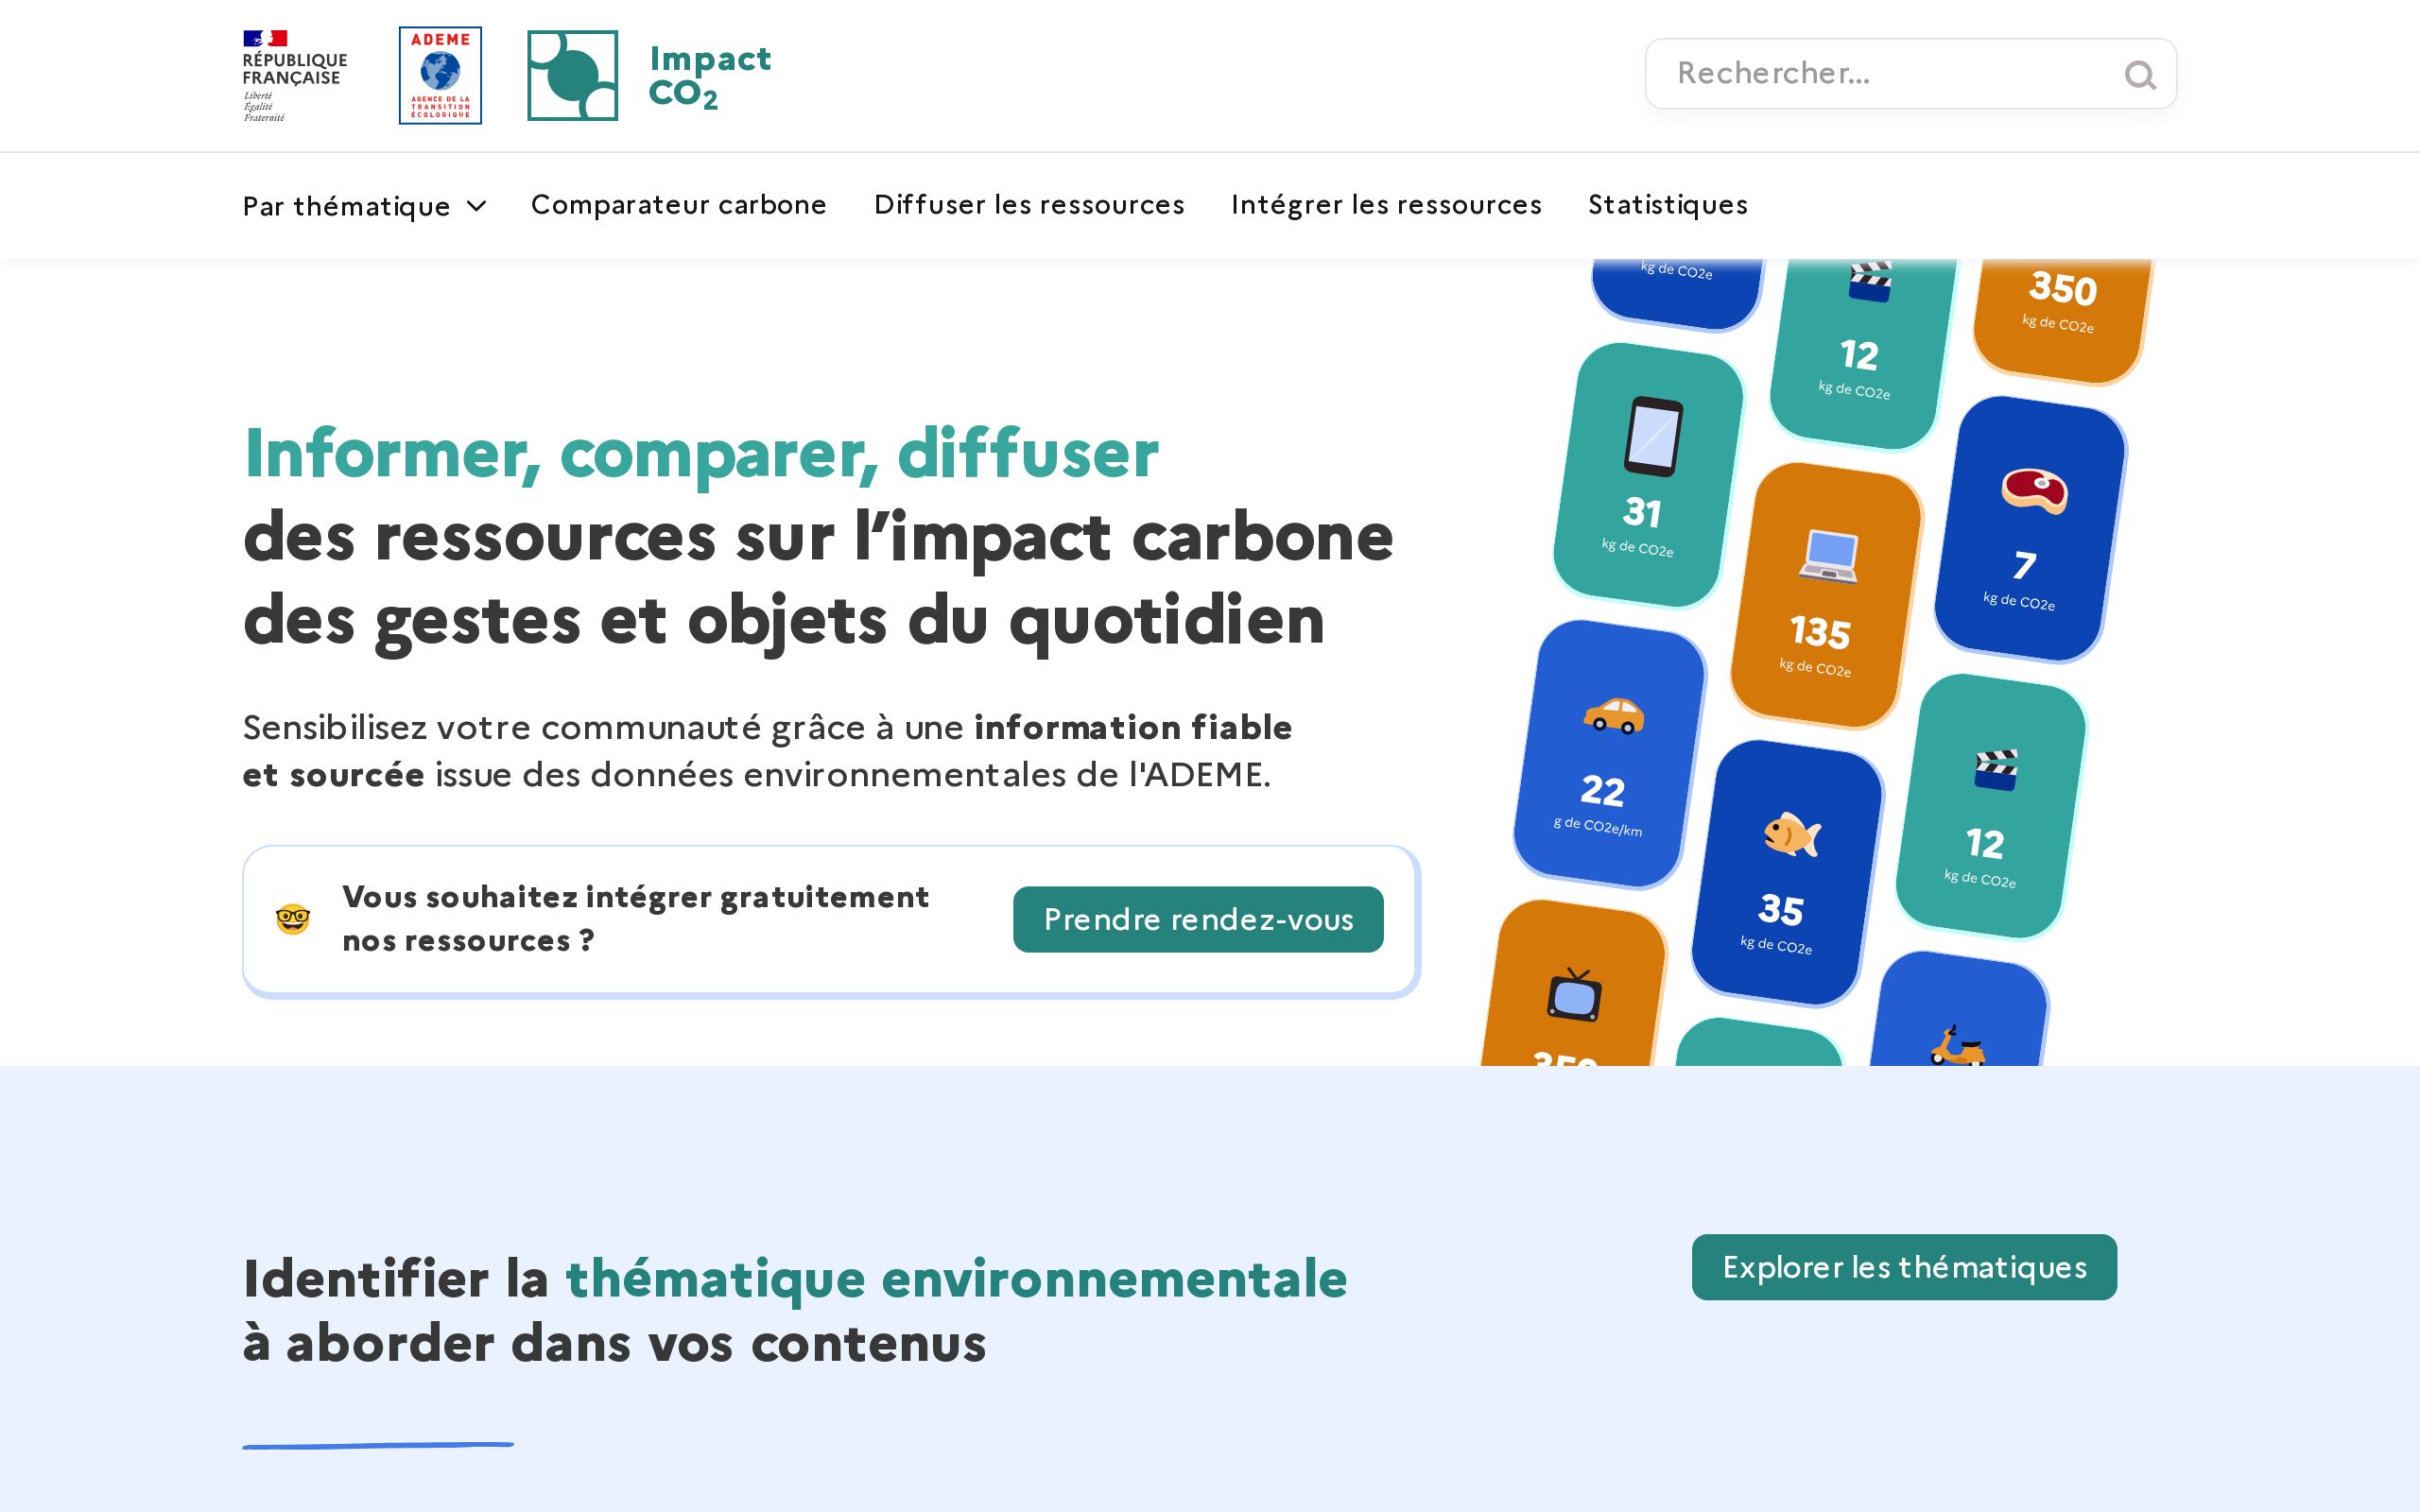 RÉPUBLIQUE
FRANÇAISE
Liberté
Égalité
Fraternité
ADEME
AGENCE DE LA
TRANSITION
ÉCOLOGIQUE
Impact
CO2
Rechercher...
Par thématique
Comparateur carbone
Diffuser les ressources
Intégrer les ressources
Statistiques
Informer, comparer, diffuser
des ressources sur l’impact carbone
des gestes et objets du quotidien
Sensibilisez votre communauté grâce à une information fiable
et sourcée issue des données environnementales de l'ADEME.
Vous souhaitez intégrer gratuitement
nos ressources ?
Prendre rendez-vous
kg de CO2e
12
kg de CO2e
350
kg de CO2e
31
kg de CO2e
135
kg de CO2e
7
kg de CO2e
22
g de CO2e/km
35
kg de CO2e
12
kg de CO2e
350
Identifier la thématique environnementale
à aborder dans vos contenus
Explorer les thématiques